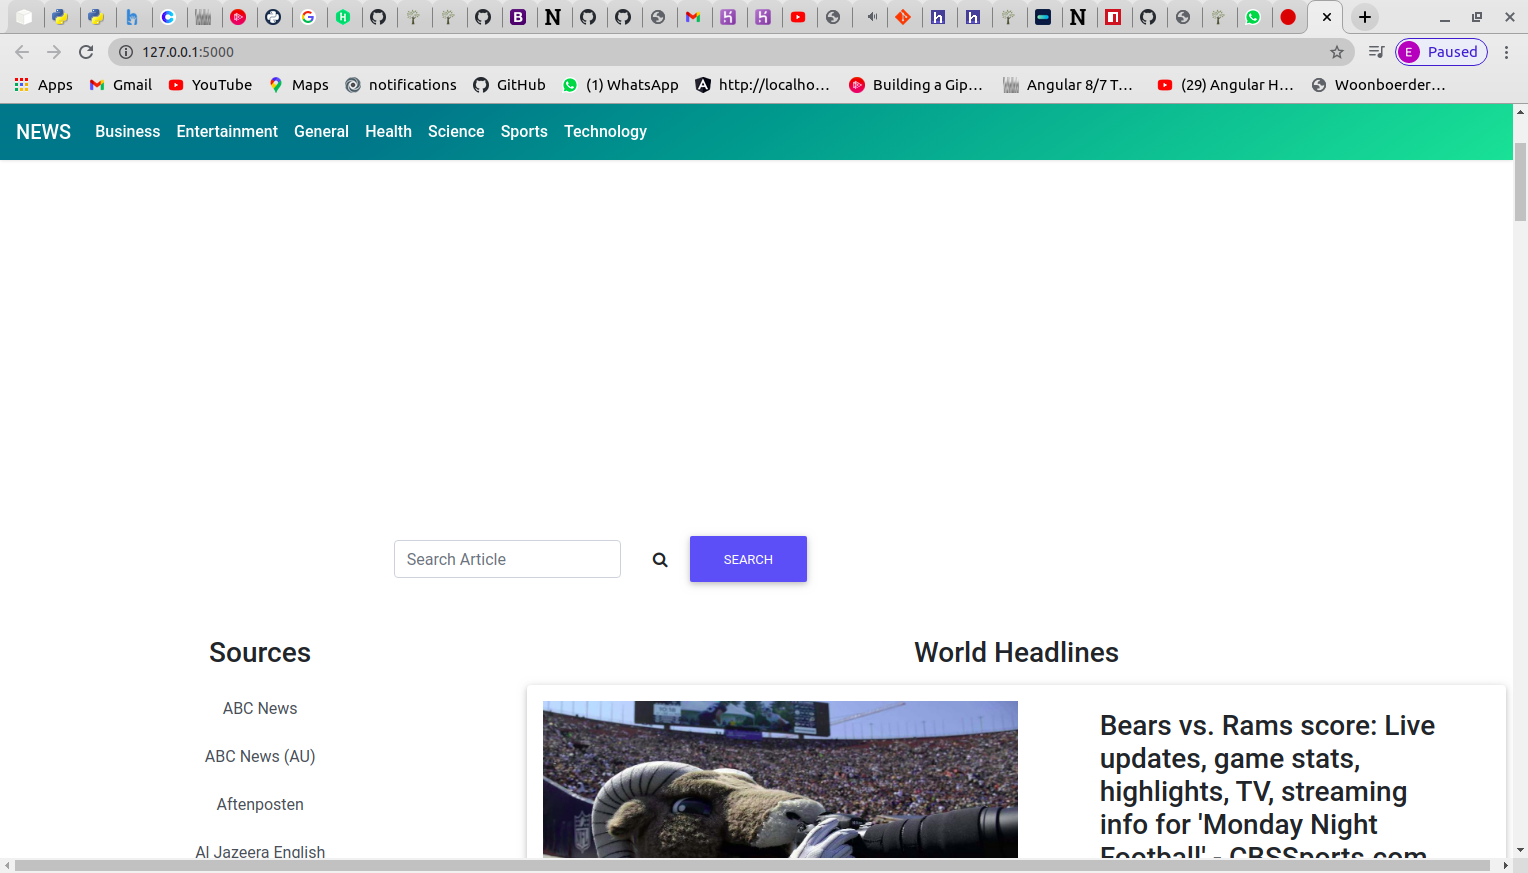 127.0.0.1:5000
E Paused
Apps Gmail YouTube Maps notifications GitHub (1) WhatsApp http://localho... Building a Gip... Angular 8/7 T... (29) Angular H... Woonboerder...
NEWS Business Entertainment General Health Science Sports Technology
Search Article SEARCH
Sources
World Headlines
ABC News
ABC News (AU)
Aftenposten
Al Jazeera English
Bears vs. Rams score: Live
updates, game stats,
highlights, TV, streaming
info for 'Monday Night
Football' - CBSSports.com